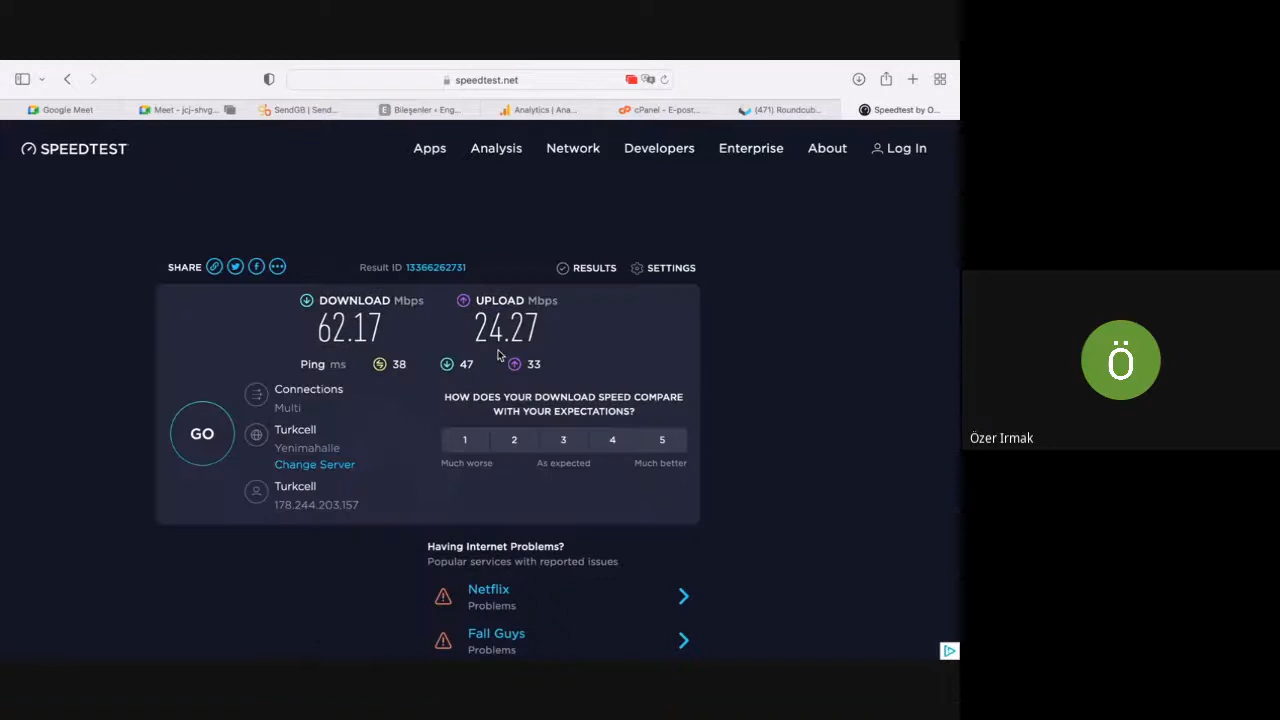 speedtest.net
Google Meet
Meet - jcj-shvg...
SendGB | Send...
Bileşenler ‹ Eng...
Analytics | Ana...
cPanel - E-post...
(471) Roundcub...
Speedtest by O...
SPEEDTEST
Apps
Analysis
Network
Developers
Enterprise
About
Log In
SHARE
Result ID 13366262731
RESULTS
SETTINGS
DOWNLOAD Mbps
62.17
UPLOAD Mbps
24.27
Ping ms
38
47
33
GO
Connections
Multi
Turkcell
Yenimahalle
Change Server
Turkcell
178.244.203.157
HOW DOES YOUR DOWNLOAD SPEED COMPARE
WITH YOUR EXPECTATIONS?
1
2
3
4
5
Much worse
As expected
Much better
Having Internet Problems?
Popular services with reported issues
Netflix
Problems
Fall Guys
Problems
Ö
Özer Irmak